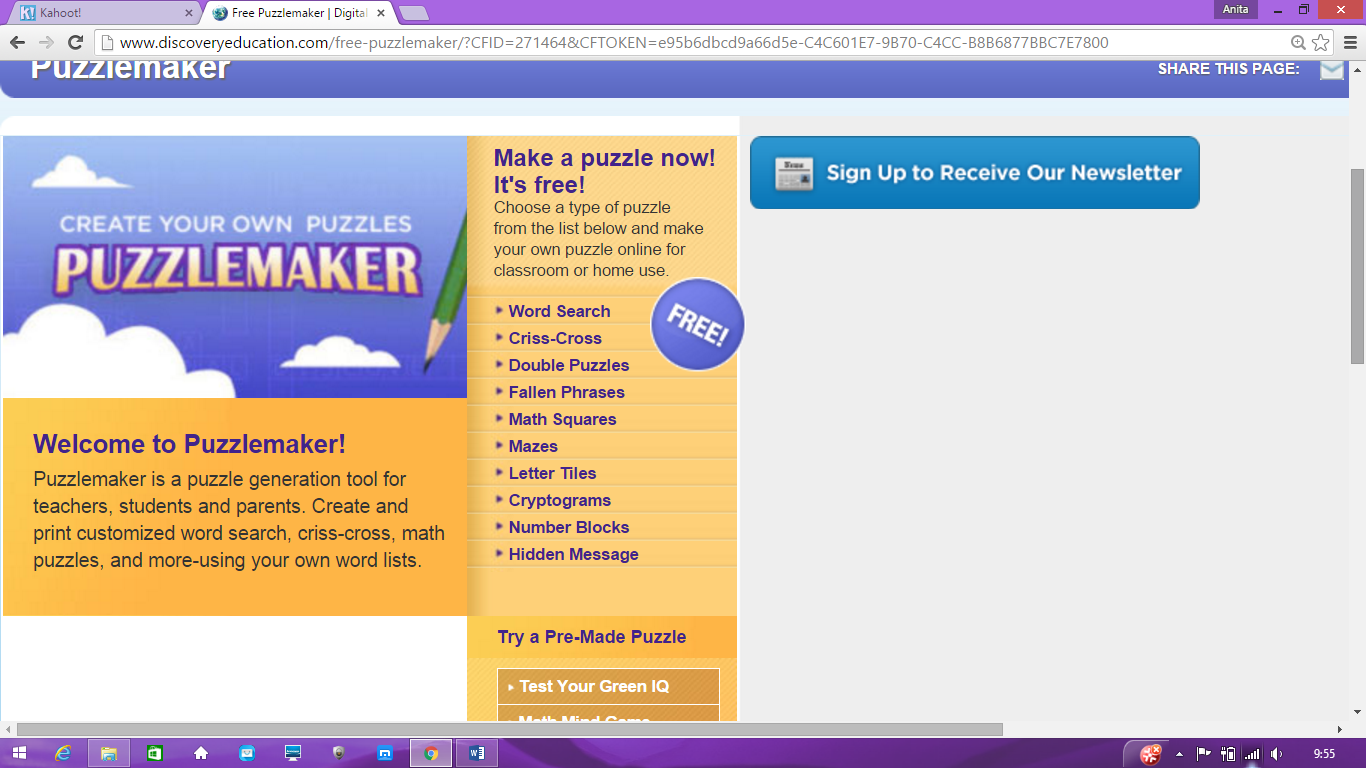 Kahoot!
Free Puzzlemaker | Digital
Anita
www.discoveryeducation.com/free-puzzlemaker/?CFID=271464&CFTOKEN=e95b6dbcd9a66d5e-C4C601E7-9B70-C4CC-B8B6877BBC7E7800
Puzzlemaker
SHARE THIS PAGE:
CREATE YOUR OWN PUZZLES
PUZZLEMAKER
Welcome to Puzzlemaker!
Puzzlemaker is a puzzle generation tool for
teachers, students and parents. Create and
print customized word search, criss-cross, math
puzzles, and more-using your own word lists.
Make a puzzle now!
It's free!
Choose a type of puzzle
from the list below and make
your own puzzle online for
classroom or home use.
FREE!
Word Search
Criss-Cross
Double Puzzles
Fallen Phrases
Math Squares
Mazes
Letter Tiles
Cryptograms
Number Blocks
Hidden Message
Try a Pre-Made Puzzle
Test Your Green IQ
Math Mind Game
News
Sign Up to Receive Our Newsletter
9:55